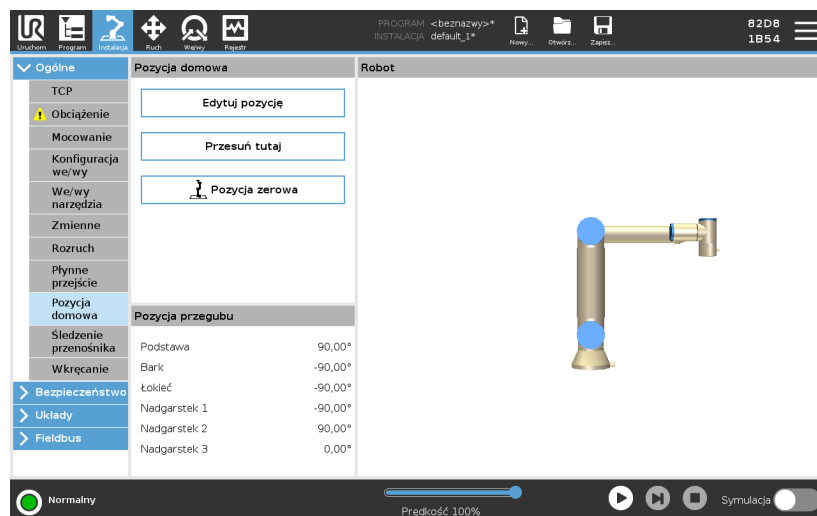 PROGRAM <beznazwy>*
INSTALACJA default_1*
82D8
1B54
Uruchom
Program
Instalacja
Ruch
We/wy
Rejestr
Nowy...
Otwórz...
Zapisz...
Ogólne
TCP
Obciążenie
Mocowanie
Konfiguracja
we/wy
We/wy
narzędzia
Zmienne
Rozruch
Płynne
przejście
Pozycja
domowa
Śledzenie
przenośnika
Wkręcanie
Bezpieczeństwo
Układy
Fieldbus
Pozycja domowa
Edytuj pozycję
Przesuń tutaj
Pozycja zerowa
Pozycja przegubu
Podstawa 90,00°
Bark -90,00°
Łokieć -90,00°
Nadgarstek 1 -90,00°
Nadgarstek 2 90,00°
Nadgarstek 3 0,00°
Robot
Normalny
Prędkość 100%
Symulacja